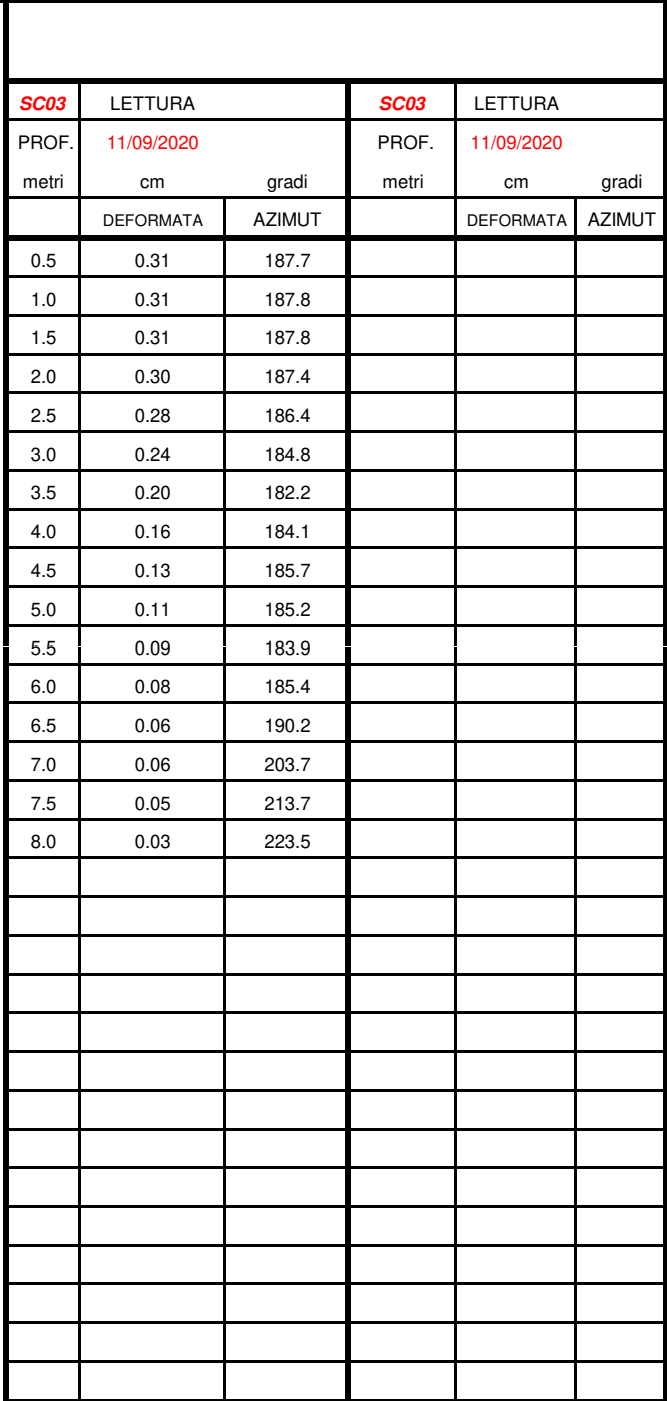 SC03 LETTURA SC03 LETTURA
PROF. 11/09/2020 PROF. 11/09/2020
metri cm gradi metri cm gradi
DEFORMATA AZIMUT DEFORMATA AZIMUT
0.5 0.31 187.7
1.0 0.31 187.8
1.5 0.31 187.8
2.0 0.30 187.4
2.5 0.28 186.4
3.0 0.24 184.8
3.5 0.20 182.2
4.0 0.16 184.1
4.5 0.13 185.7
5.0 0.11 185.2
5.5 0.09 183.9
6.0 0.08 185.4
6.5 0.06 190.2
7.0 0.06 203.7
7.5 0.05 213.7
8.0 0.03 223.5